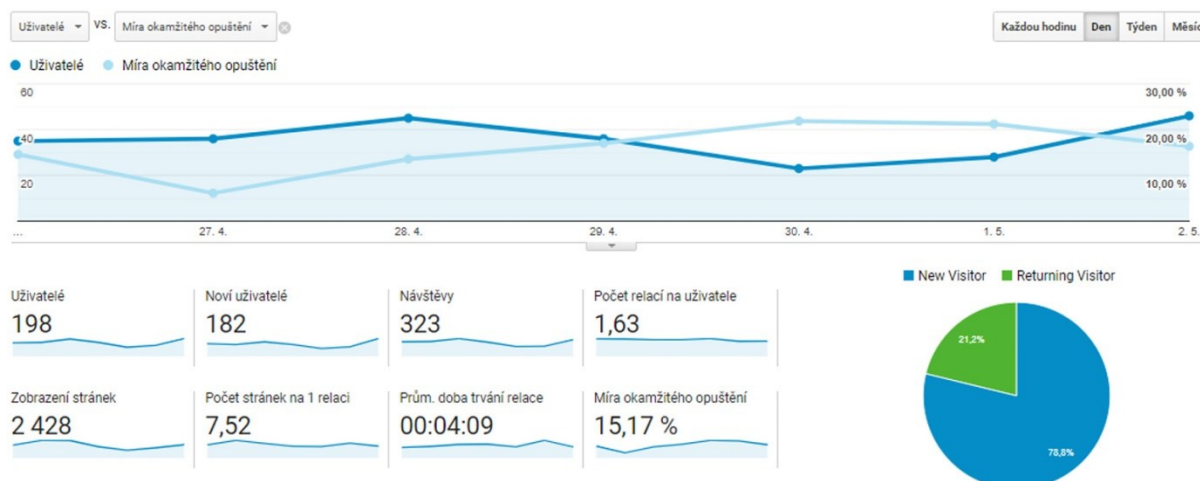 Uživatelé VS. Míra okamžitého opuštění Každou hodinu Den Týden Měsíc
Uživatelé Míra okamžitého opuštění
60 30,00 %
40 20,00 %
20 10,00 %
... 27. 4. 28. 4. 29. 4. 30. 4. 1. 5. 2. 5.
New Visitor Returning Visitor
Uživatelé Noví uživatelé Návštěvy Počet relací na uživatele
198 182 323 1,63
21,2%
Zobrazení stránek Počet stránek na 1 relaci Prům. doba trvání relace Míra okamžitého opuštění
2 428 7,52 00:04:09 15,17 %
78,8%